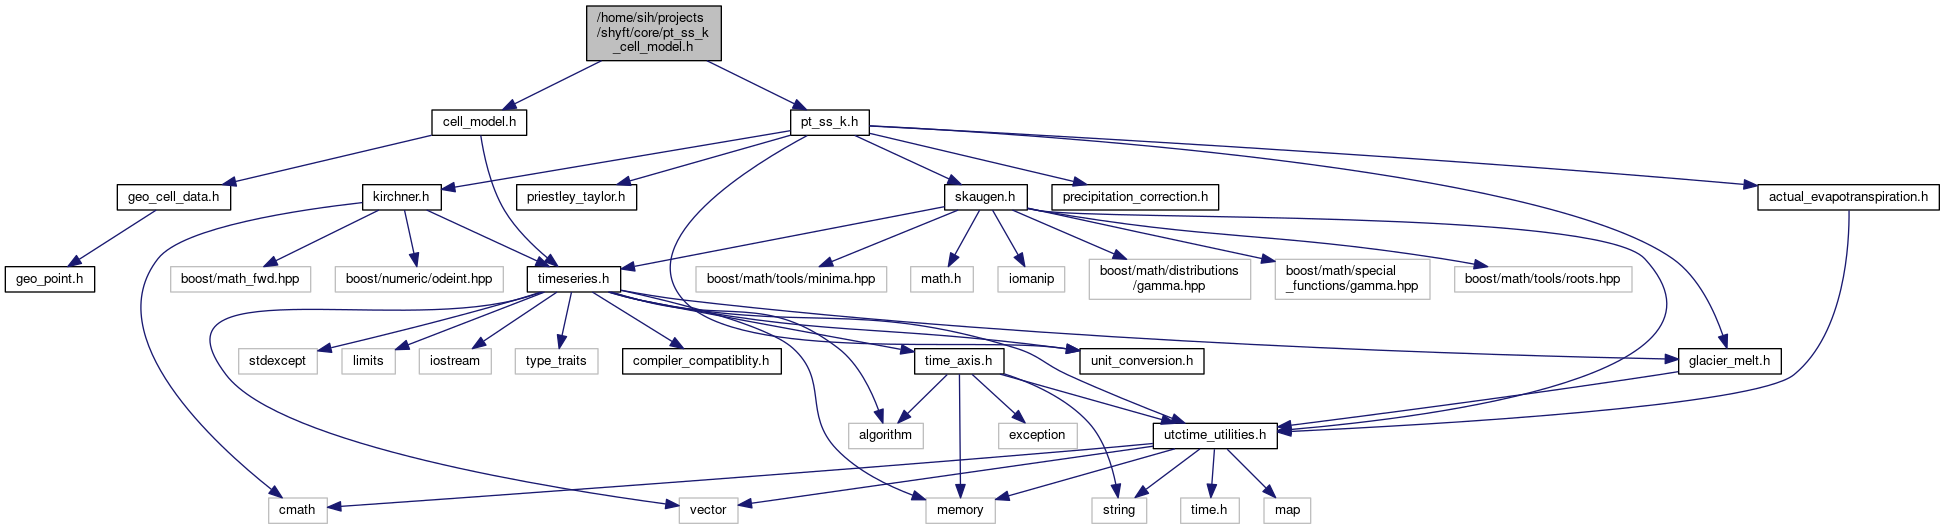 /home/sih/projects
/shyft/core/pt_ss_k
_cell_model.h
cell_model.h
pt_ss_k.h
geo_cell_data.h
kirchner.h
priestley_taylor.h
skaugen.h
precipitation_correction.h
actual_evapotranspiration.h
geo_point.h
boost/math_fwd.hpp
boost/numeric/odeint.hpp
timeseries.h
boost/math/tools/minima.hpp
math.h
iomanip
boost/math/distributions
/gamma.hpp
boost/math/special
_functions/gamma.hpp
boost/math/tools/roots.hpp
stdexcept
limits
iostream
type_traits
compiler_compatiblity.h
time_axis.h
unit_conversion.h
glacier_melt.h
algorithm
exception
utctime_utilities.h
cmath
vector
memory
string
time.h
map